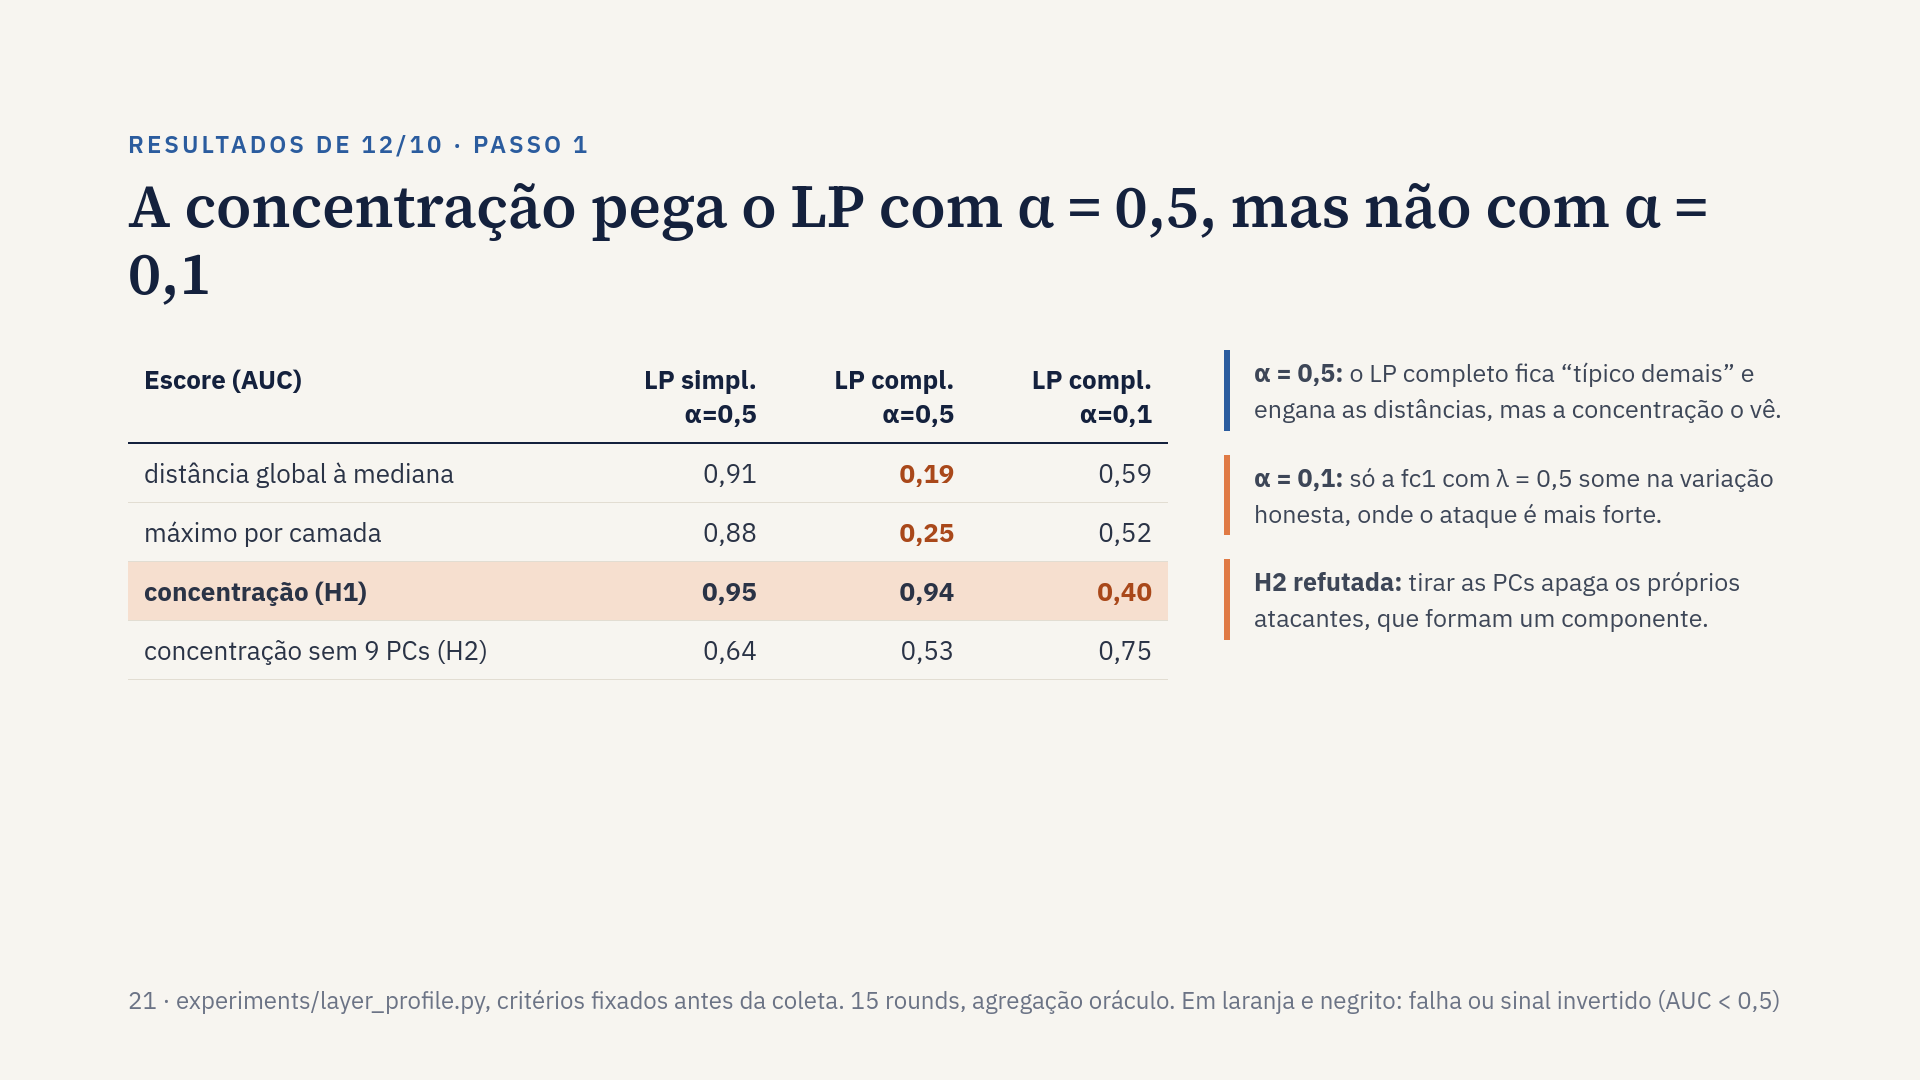 RESULTADOS DE 12/10 · PASSO 1
A concentração pega o LP com α = 0,5, mas não com α =
0,1
Escore (AUC) LP simpl. LP compl. LP compl.
α=0,5 α=0,5 α=0,1
distância global à mediana 0,91 0,19 0,59
máximo por camada 0,88 0,25 0,52
concentração (H1) 0,95 0,94 0,40
concentração sem 9 PCs (H2) 0,64 0,53 0,75
α = 0,5: o LP completo fica “típico demais” e
engana as distâncias, mas a concentração o vê.
α = 0,1: só a fc1 com λ = 0,5 some na variação
honesta, onde o ataque é mais forte.
H2 refutada: tirar as PCs apaga os próprios
atacantes, que formam um componente.
21 · experiments/layer_profile.py, critérios fixados antes da coleta. 15 rounds, agregação oráculo. Em laranja e negrito: falha ou sinal invertido (AUC < 0,5)